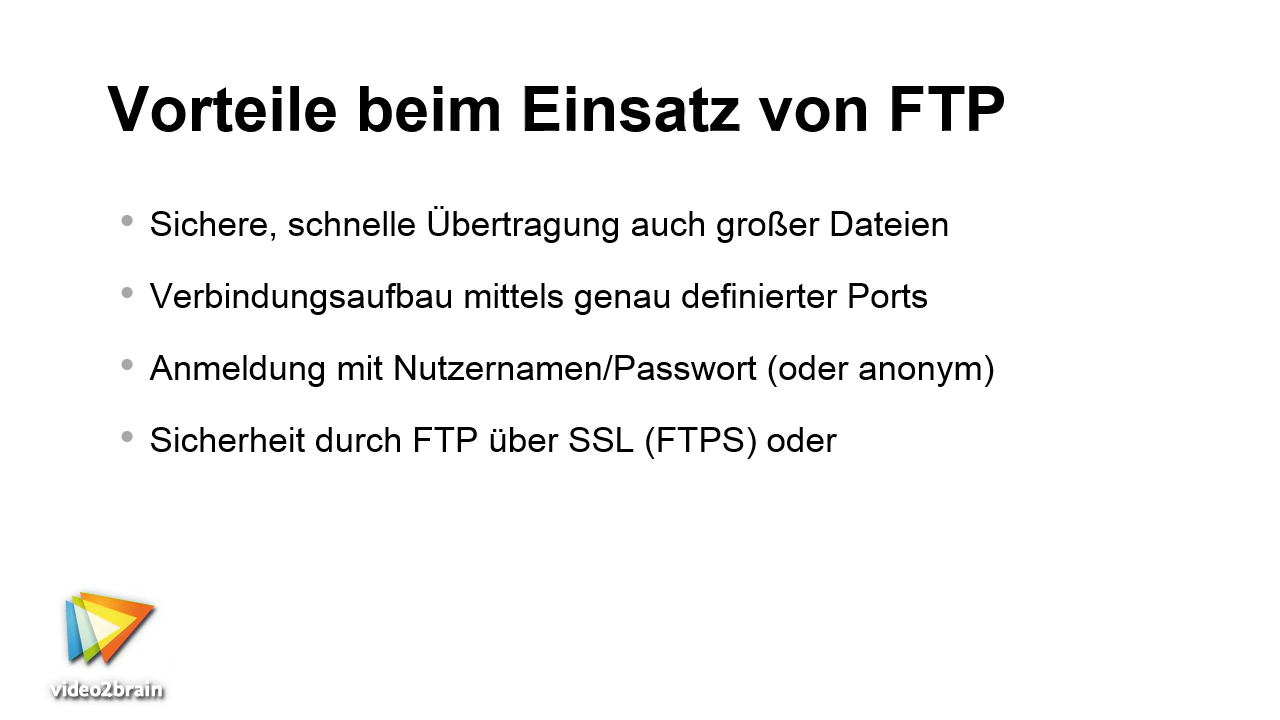 Vorteile beim Einsatz von FTP
Sichere, schnelle Übertragung auch großer Dateien
Verbindungsaufbau mittels genau definierter Ports
Anmeldung mit Nutzernamen/Passwort (oder anonym)
Sicherheit durch FTP über SSL (FTPS) oder
video2brain